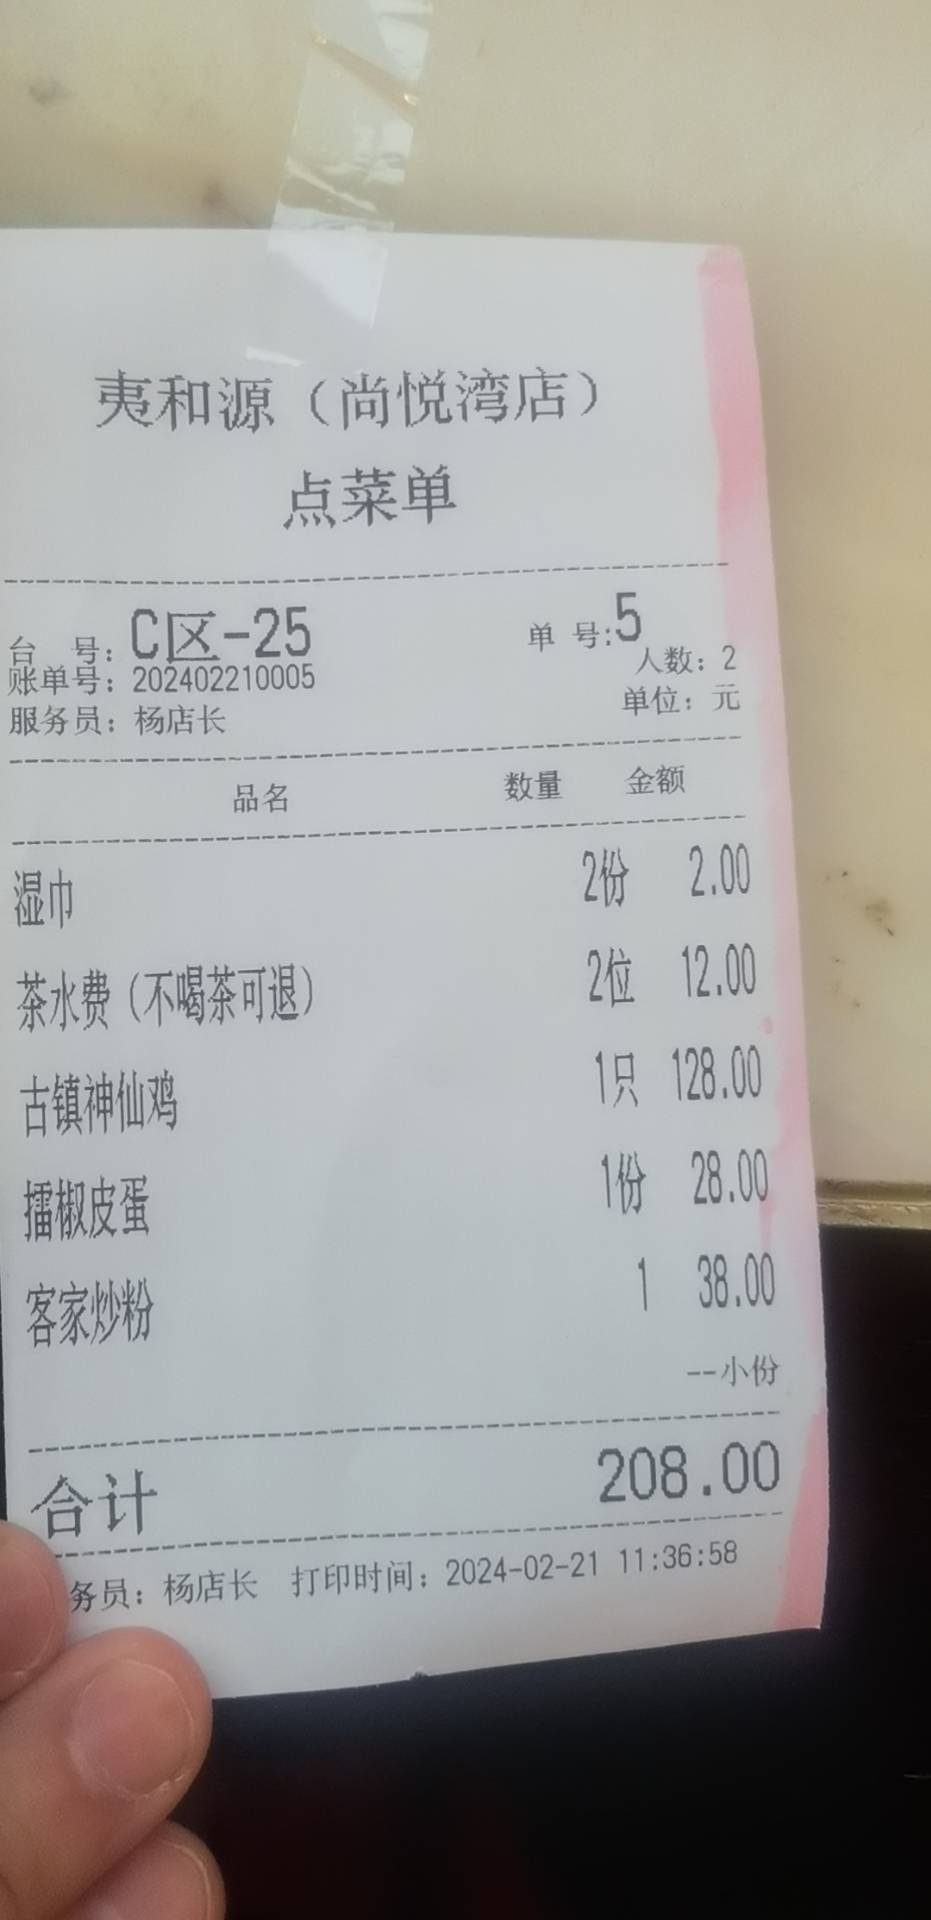 夷和源（尚悦湾店）
点菜单
台 号：C区-25 单 号:5
人数：2
账单号：202402210005
单位：元
服务员：杨店长
品名 数量 金额
湿巾 2份 2.00
茶水费（不喝茶可退） 2位 12.00
古镇神仙鸡 1只 128.00
擂椒皮蛋 1份 28.00
客家炒粉 1 38.00
--小份
合计 208.00
务员：杨店长 打印时间：2024-02-21 11:36:58